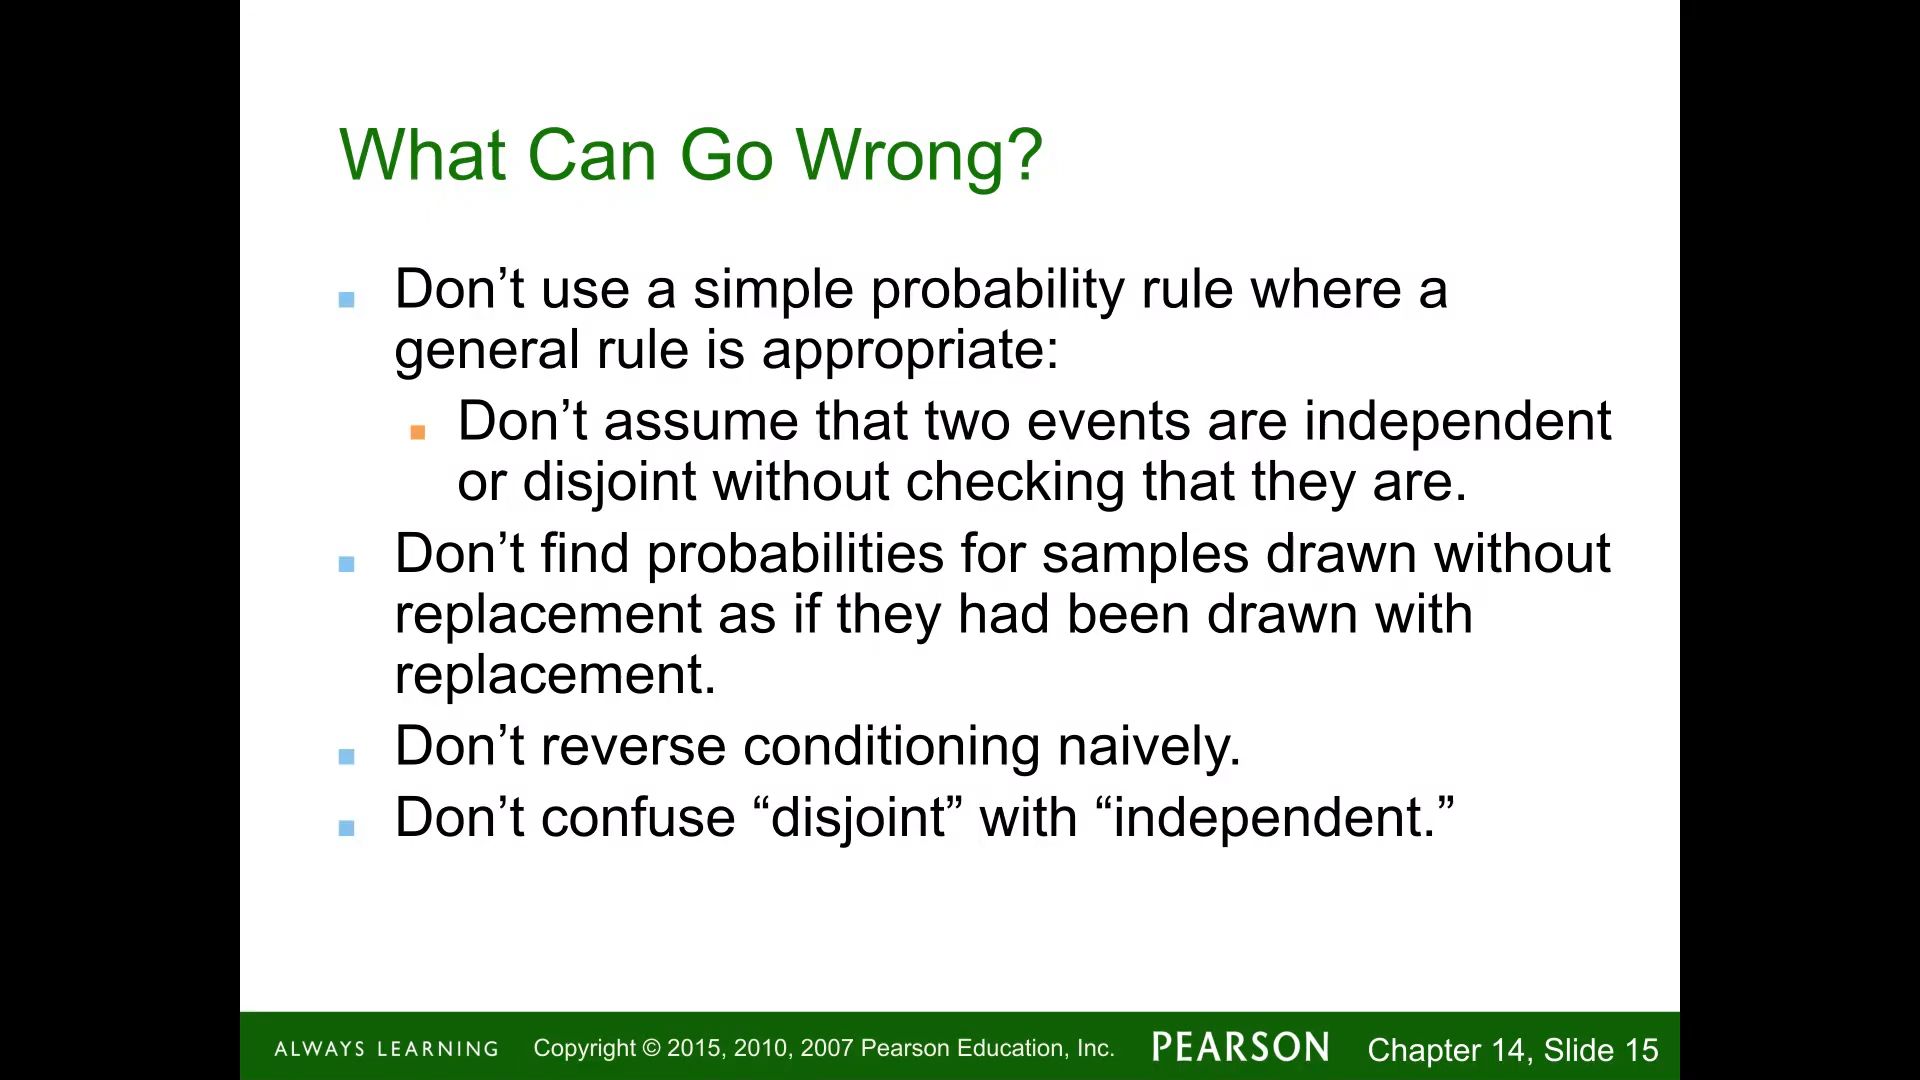 What Can Go Wrong?
Don’t use a simple probability rule where a
general rule is appropriate:
Don’t assume that two events are independent
or disjoint without checking that they are.
Don’t find probabilities for samples drawn without
replacement as if they had been drawn with
replacement.
Don’t reverse conditioning naively.
Don’t confuse “disjoint” with “independent.”
ALWAYS LEARNING Copyright © 2015, 2010, 2007 Pearson Education, Inc. PEARSON Chapter 14, Slide 15